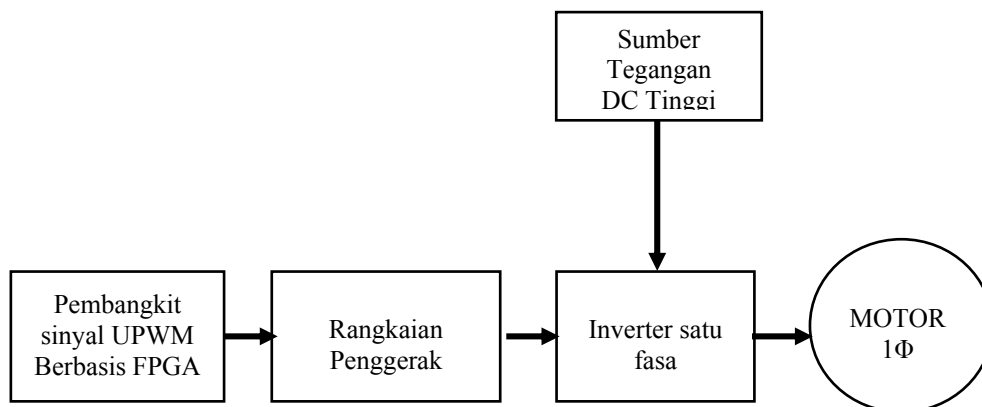 Sumber
Tegangan
DC Tinggi
Pembangkit
sinyal UPWM
Berbasis FPGA
Rangkaian
Penggerak
Inverter satu
fasa
MOTOR
1Φ